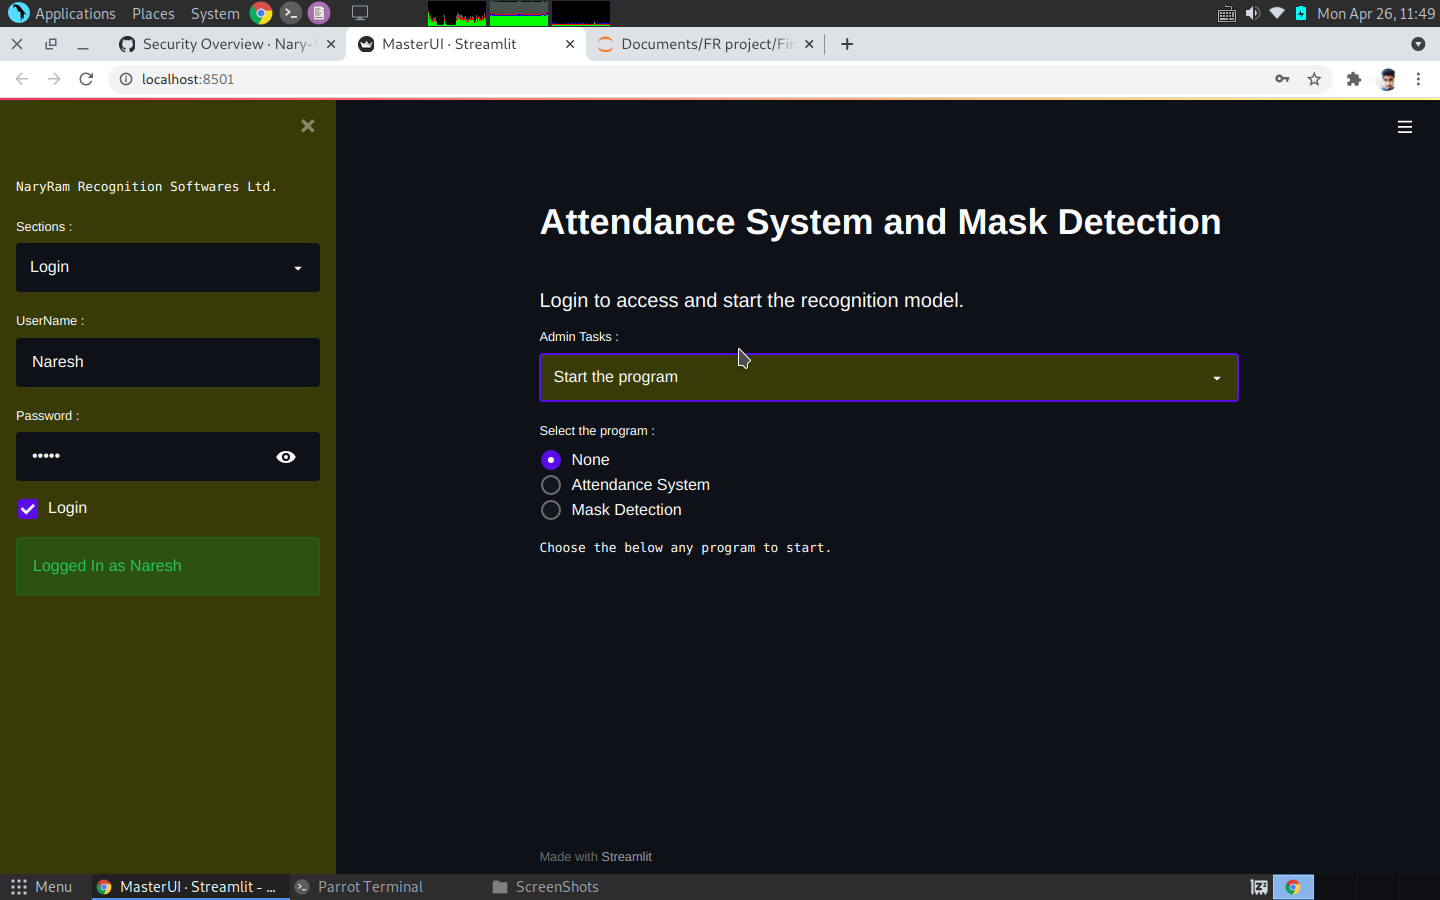 Applications Places System Mon Apr 26, 11:49
Security Overview · Nary- MasterUI · Streamlit Documents/FR project/Fin
localhost:8501
NaryRam Recognition Softwares Ltd.
Sections :
Login
UserName :
Naresh
Password :
•••••
Login
Logged In as Naresh
Attendance System and Mask Detection
Login to access and start the recognition model.
Admin Tasks :
Start the program
Select the program :
None
Attendance System
Mask Detection
Choose the below any program to start.
Made with Streamlit
Menu MasterUI · Streamlit - ... Parrot Terminal ScreenShots